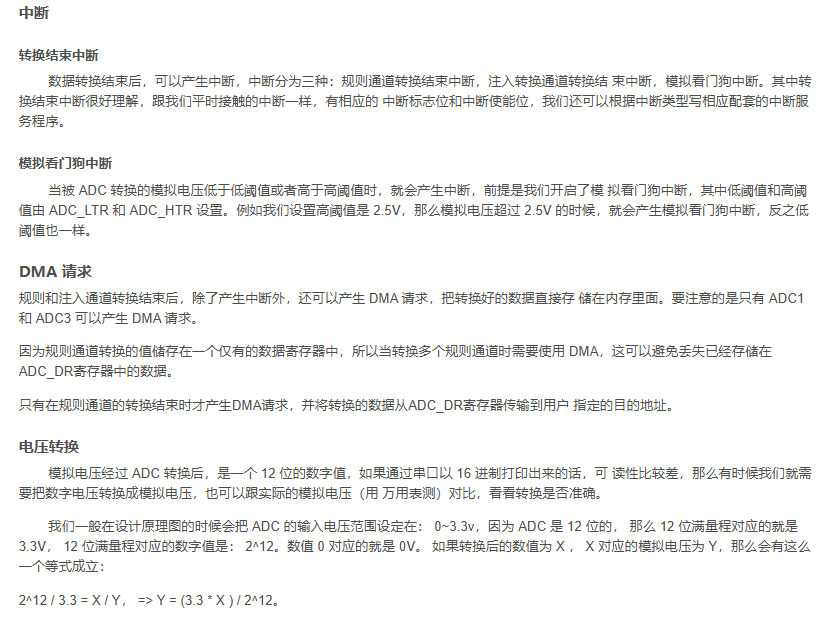 中断
转换结束中断
数据转换结束后，可以产生中断，中断分为三种：规则通道转换结束中断，注入转换通道转换结 束中断，模拟看门狗中断。其中转
换结束中断很好理解，跟我们平时接触的中断一样，有相应的 中断标志位和中断使能位，我们还可以根据中断类型写相应配套的中断服
务程序。
模拟看门狗中断
当被 ADC 转换的模拟电压低于低阈值或者高于高阈值时，就会产生中断，前提是我们开启了模 拟看门狗中断，其中低阈值和高阈
值由 ADC_LTR 和 ADC_HTR 设置。例如我们设置高阈值是 2.5V，那么模拟电压超过 2.5V 的时候，就会产生模拟看门狗中断，反之低
阈值也一样。
DMA 请求
规则和注入通道转换结束后，除了产生中断外，还可以产生 DMA 请求，把转换好的数据直接存 储在内存里面。要注意的是只有 ADC1
和 ADC3 可以产生 DMA 请求。
因为规则通道转换的值储存在一个仅有的数据寄存器中，所以当转换多个规则通道时需要使用 DMA，这可以避免丢失已经存储在
ADC_DR寄存器中的数据。
只有在规则通道的转换结束时才产生DMA请求，并将转换的数据从ADC_DR寄存器传输到用户 指定的目的地址。
电压转换
模拟电压经过 ADC 转换后，是一个 12 位的数字值，如果通过串口以 16 进制打印出来的话，可 读性比较差，那么有时候我们就需
要把数字电压转换成模拟电压，也可以跟实际的模拟电压（用 万用表测）对比，看看转换是否准确。
我们一般在设计原理图的时候会把 ADC 的输入电压范围设定在： 0~3.3v，因为 ADC 是 12 位的， 那么 12 位满量程对应的就是
3.3V， 12 位满量程对应的数字值是： 2^12。数值 0 对应的就是 0V。 如果转换后的数值为 X ， X 对应的模拟电压为 Y，那么会有这么
一个等式成立：
2^12 / 3.3 = X / Y， => Y = (3.3 * X ) / 2^12。